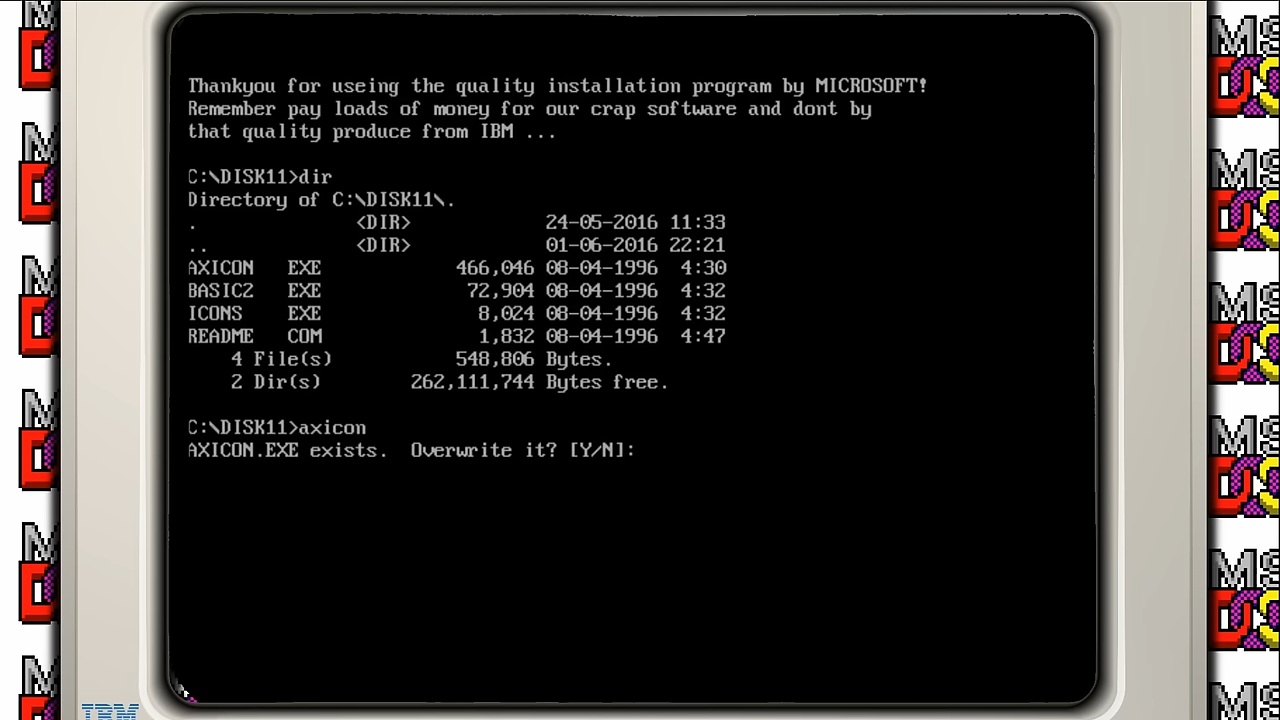 Thankyou for useing the quality installation program by MICROSOFT!
Remember pay loads of money for our crap software and dont by
that quality produce from IBM ...
C:\DISK11>dir
Directory of C:\DISK11\.
. <DIR> 24-05-2016 11:33
.. <DIR> 01-06-2016 22:21
AXICON EXE 466,046 08-04-1996 4:30
BASIC2 EXE 72,904 08-04-1996 4:32
ICONS EXE 8,024 08-04-1996 4:32
README COM 1,832 08-04-1996 4:47
4 File(s) 548,806 Bytes.
2 Dir(s) 262,111,744 Bytes free.
C:\DISK11>axicon
AXICON.EXE exists. Overwrite it? [Y/N]:
IBM